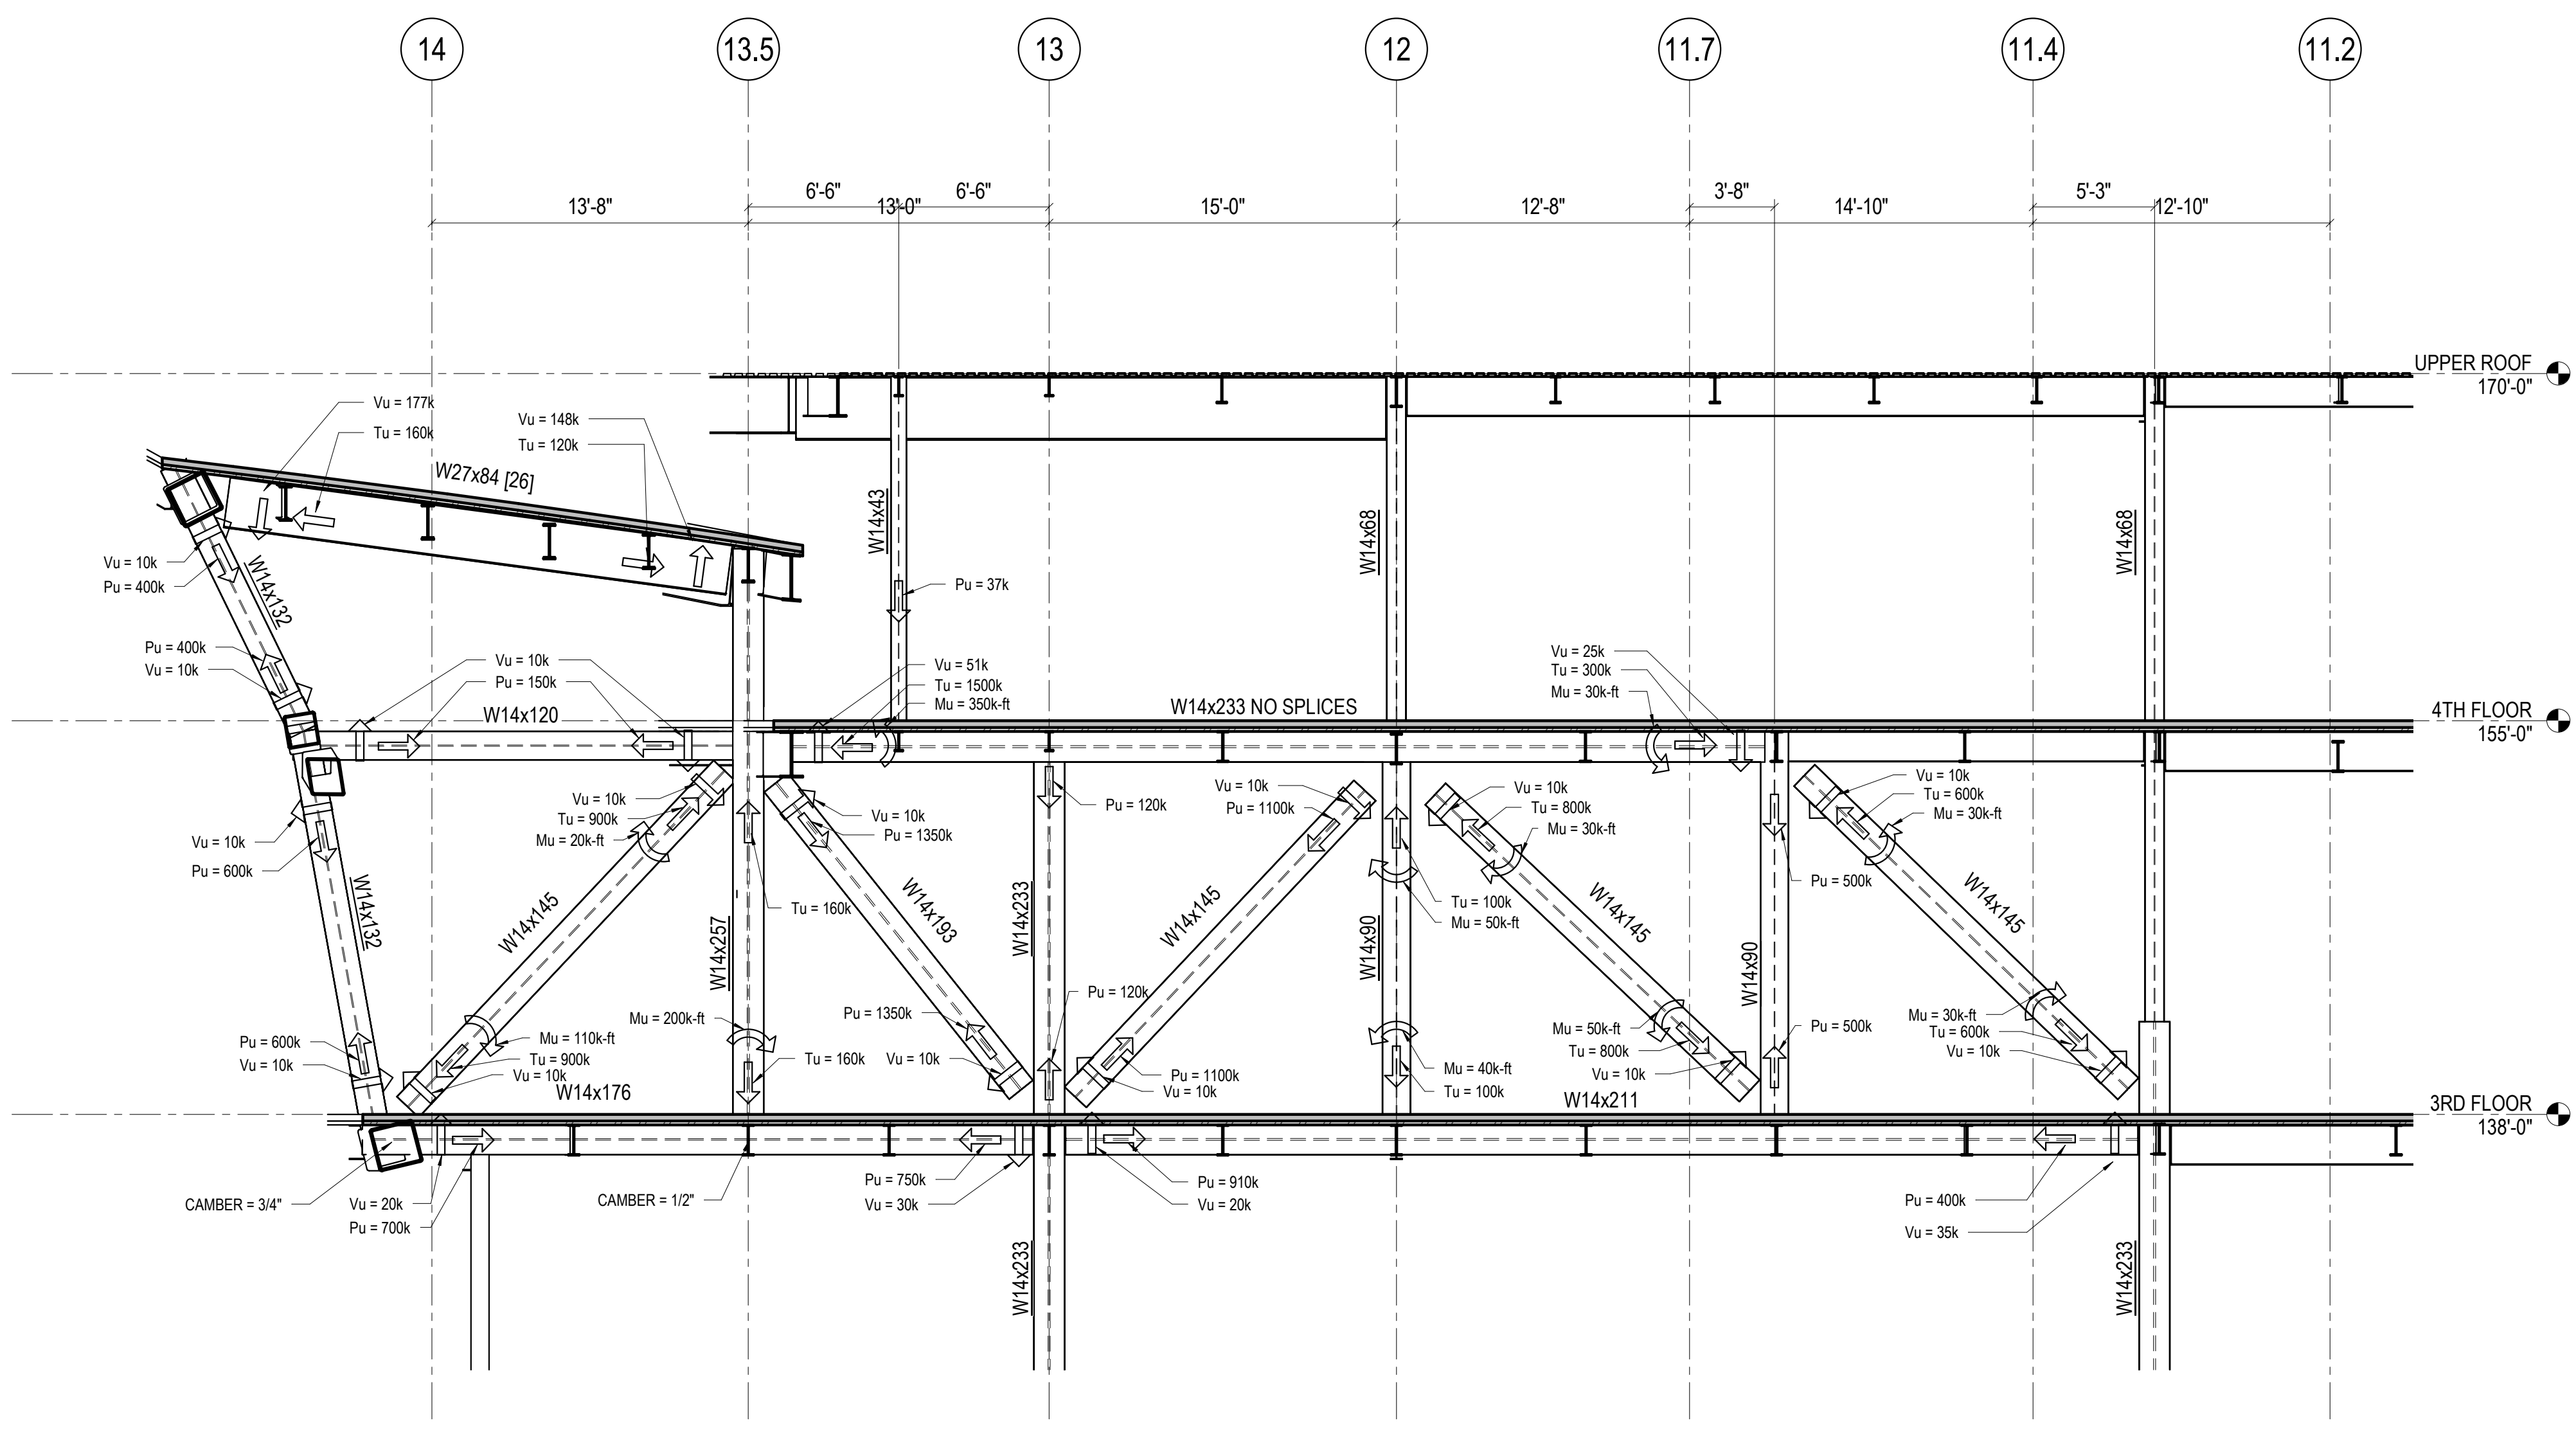 14
13.5
13
12
11.7
11.4
11.2
6'-6"
6'-6"
3'-8"
5'-3"
13'-8"
13'-0"
15'-0"
12'-8"
14'-10"
12'-10"
UPPER ROOF
170'-0"
Vu = 177k
Tu = 160k
Vu = 148k
Tu = 120k
W27x84 [26]
W14x43
W14x68
W14x68
Vu = 10k
Pu = 400k
W14x132
Pu = 37k
Pu = 400k
Vu = 10k
Vu = 10k
Pu = 150k
W14x120
Vu = 51k
Tu = 1500k
Mu = 350k-ft
W14x233 NO SPLICES
Vu = 25k
Tu = 300k
Mu = 30k-ft
4TH FLOOR
155'-0"
Vu = 10k
Pu = 600k
W14x132
Vu = 10k
Tu = 900k
Mu = 20k-ft
W14x145
Tu = 160k
W14x257
Vu = 10k
Pu = 1350k
W14x193
Pu = 120k
W14x233
Vu = 10k
Pu = 1100k
W14x145
Tu = 100k
Mu = 50k-ft
W14x90
Vu = 10k
Tu = 800k
Mu = 30k-ft
W14x145
Pu = 500k
W14x90
Vu = 10k
Tu = 600k
Mu = 30k-ft
W14x145
Pu = 600k
Vu = 10k
Mu = 110k-ft
Tu = 900k
Vu = 10k
W14x176
Mu = 200k-ft
Tu = 160k
Pu = 1350k
Vu = 10k
Pu = 120k
Pu = 1100k
Vu = 10k
Mu = 40k-ft
Tu = 100k
Mu = 50k-ft
Tu = 800k
Vu = 10k
W14x211
Pu = 500k
Mu = 30k-ft
Tu = 600k
Vu = 10k
3RD FLOOR
138'-0"
CAMBER = 3/4"
Vu = 20k
Pu = 700k
CAMBER = 1/2"
Pu = 750k
Vu = 30k
Pu = 910k
Vu = 20k
Pu = 400k
Vu = 35k
W14x233
W14x233